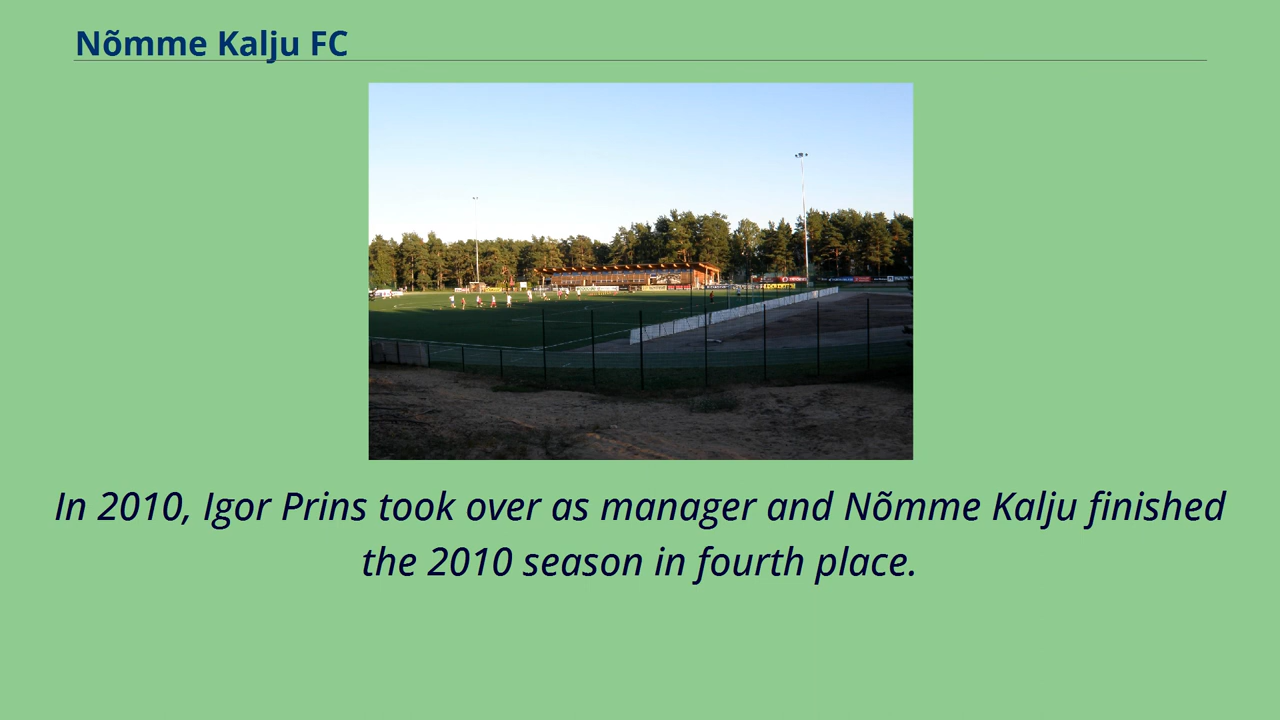 Nõmme Kalju FC
In 2010, Igor Prins took over as manager and Nõmme Kalju finished
the 2010 season in fourth place.